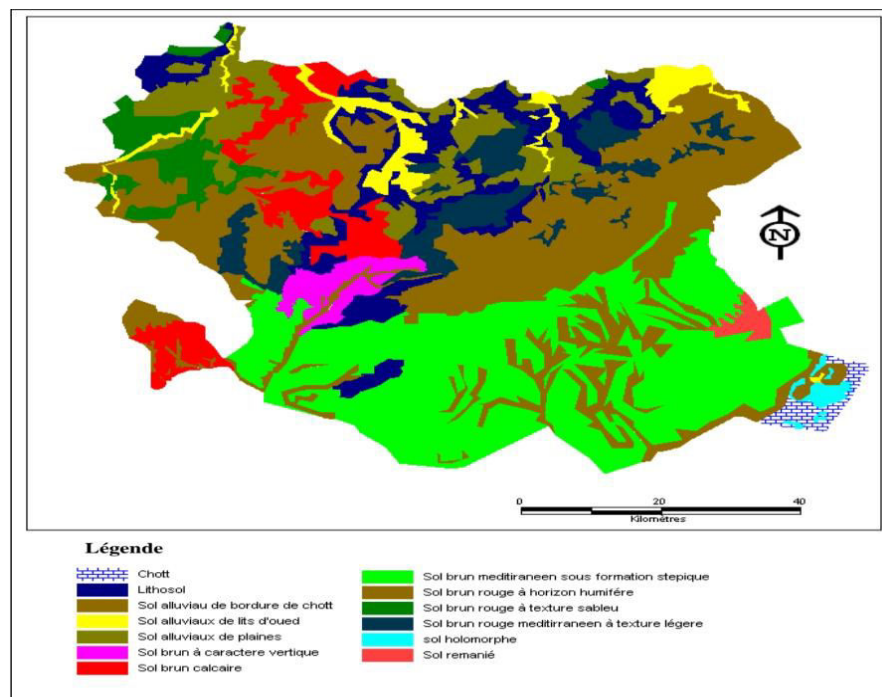 N
0 20 40
Kilomètres
Légende
Chott
Lithosol
Sol alluviau de bordure de chott
Sol alluviaux de lits d'oued
Sol alluviaux de plaines
Sol brun à caractere vertique
Sol brun calcaire
Sol brun meditiraneen sous formation stepique
Sol brun rouge à horizon humifére
Sol brun rouge à texture sableu
Sol brun rouge meditirraneen à texture légere
sol holomorphe
Sol remanié